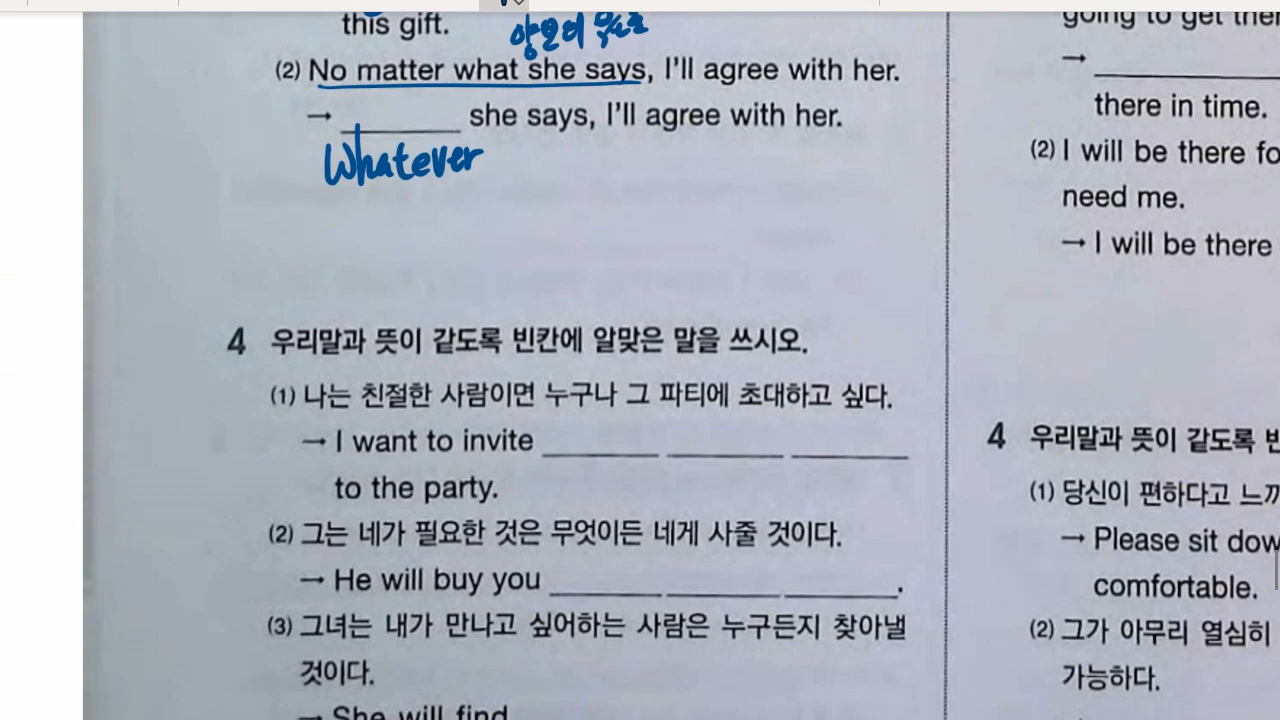 this gift.
양보의
(2) No matter what she says, I'll agree with her.
→ ________ she says, I'll agree with her.
Whatever
4 우리말과 뜻이 같도록 빈칸에 알맞은 말을 쓰시오.
(1) 나는 친절한 사람이면 누구나 그 파티에 초대하고 싶다.
→ I want to invite ________ ________ ________
to the party.
(2) 그는 네가 필요한 것은 무엇이든 네게 사줄 것이다.
→ He will buy you ________ ________ ________.
(3) 그녀는 내가 만나고 싶어하는 사람은 누구든지 찾아낼
것이다.
→ She will find
going to get
→ ________
there in time.
(2) I will be there
need me.
→ I will be there
4 우리말과 뜻이 같도록
(1) 당신이 편하다고
→ Please sit
comfortable.
(2) 그가 아무리 열심히
가능하다.